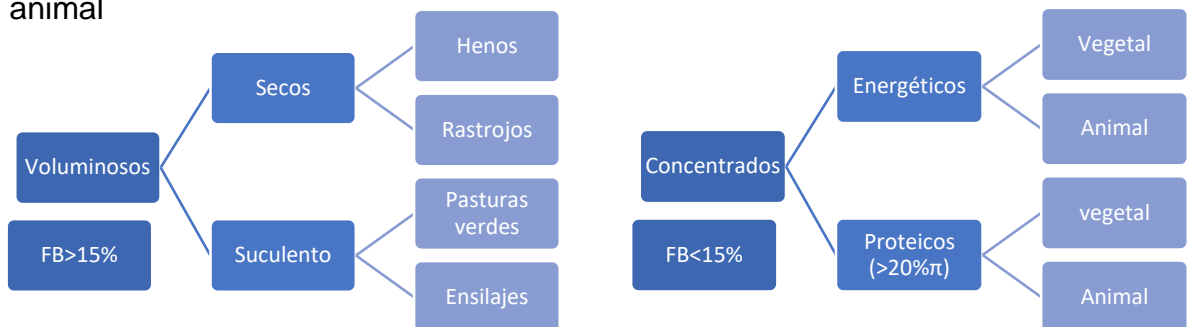 animal
Voluminosos
FB>15%
Secos
Henos
Rastrojos
Suculento
Pasturas
verdes
Ensilajes
Concentrados
FB<15%
Energéticos
Vegetal
Animal
Proteicos
(>20%π)
vegetal
Animal